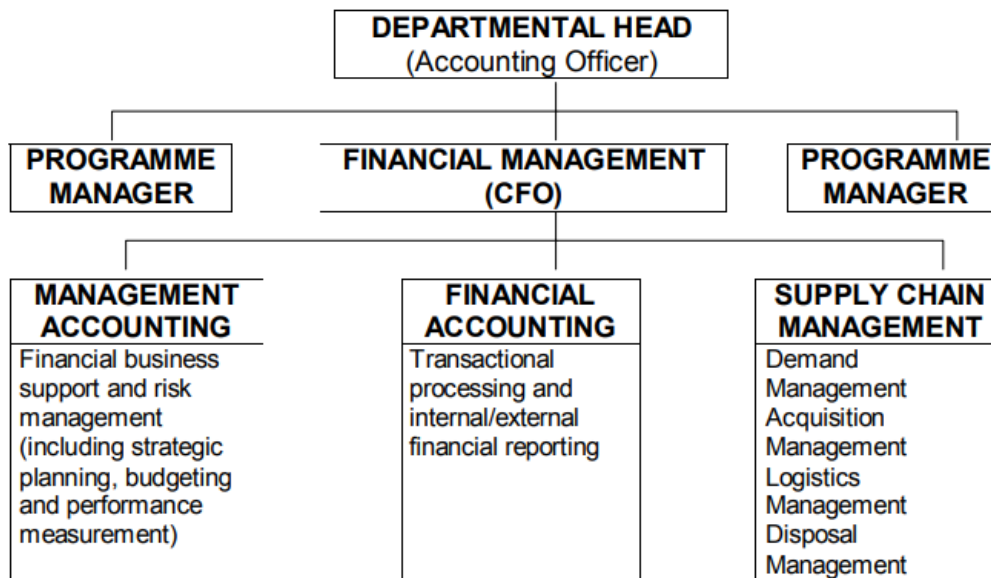 DEPARTMENTAL HEAD
(Accounting Officer)
PROGRAMME
MANAGER
FINANCIAL MANAGEMENT
(CFO)
PROGRAMME
MANAGER
MANAGEMENT
ACCOUNTING
Financial business
support and risk
management
(including strategic
planning, budgeting
and performance
measurement)
FINANCIAL
ACCOUNTING
Transactional
processing and
internal/external
financial reporting
SUPPLY CHAIN
MANAGEMENT
Demand
Management
Acquisition
Management
Logistics
Management
Disposal
Management